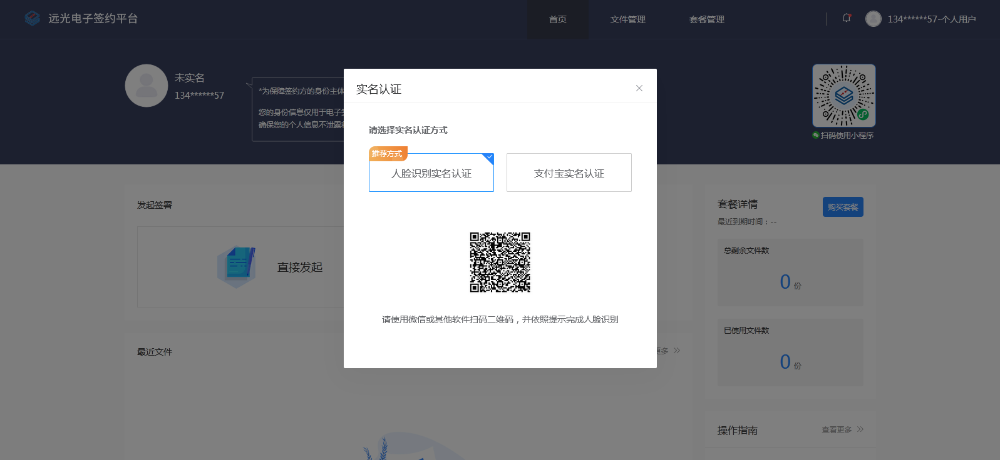 远光电子签约平台
首页
文件管理
套餐管理
134******57-个人用户
未实名
134******57
*为保障签约方的身份主体
您的身份信息仅用于电子签
确保您的个人信息不泄露
扫码使用小程序
实名认证
请选择实名认证方式
推荐方式
人脸识别实名认证
支付宝实名认证
请使用微信或其他软件扫码二维码，并依照提示完成人脸识别
发起签署
直接发起
最近文件
更多
套餐详情
购买套餐
最近到期时间：--
总剩余文件数
0 份
已使用文件数
0 份
操作指南
查看更多